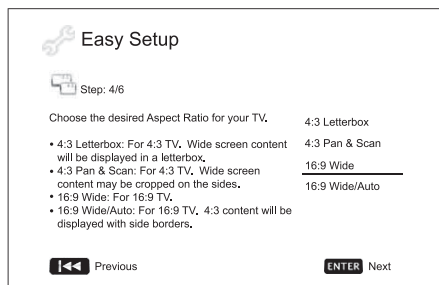 Easy Setup
Step: 4/6
Choose the desired Aspect Ratio for your TV.
• 4:3 Letterbox: For 4:3 TV. Wide screen content
will be displayed in a letterbox.
• 4:3 Pan & Scan: For 4:3 TV. Wide screen
content may be cropped on the sides.
• 16:9 Wide: For 16:9 TV.
• 16:9 Wide/Auto: For 16:9 TV. 4:3 content will be
displayed with side borders.
4:3 Letterbox
4:3 Pan & Scan
16:9 Wide
16:9 Wide/Auto
Previous
ENTER Next